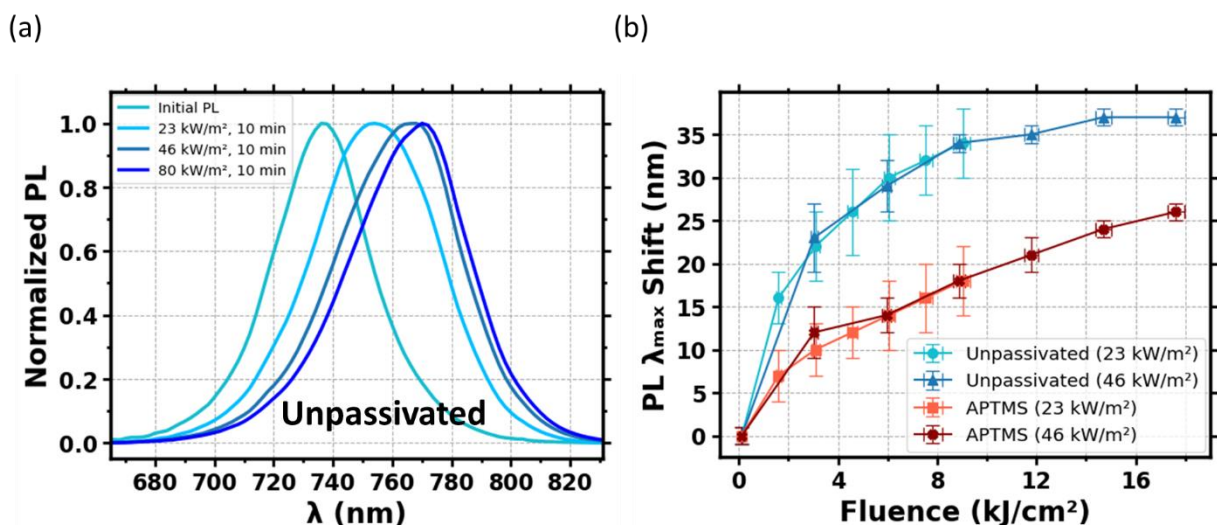 (a)
(b)
Initial PL
23 kW/m², 10 min
46 kW/m², 10 min
80 kW/m², 10 min
Normalized PL
1.0
0.8
0.6
0.4
0.2
0.0
Unpassivated
680 700 720 740 760 780 800 820
λ (nm)
PL λmax Shift (nm)
35
30
25
20
15
10
5
0
Unpassivated (23 kW/m²)
Unpassivated (46 kW/m²)
APTMS (23 kW/m²)
APTMS (46 kW/m²)
0 4 8 12 16
Fluence (kJ/cm²)